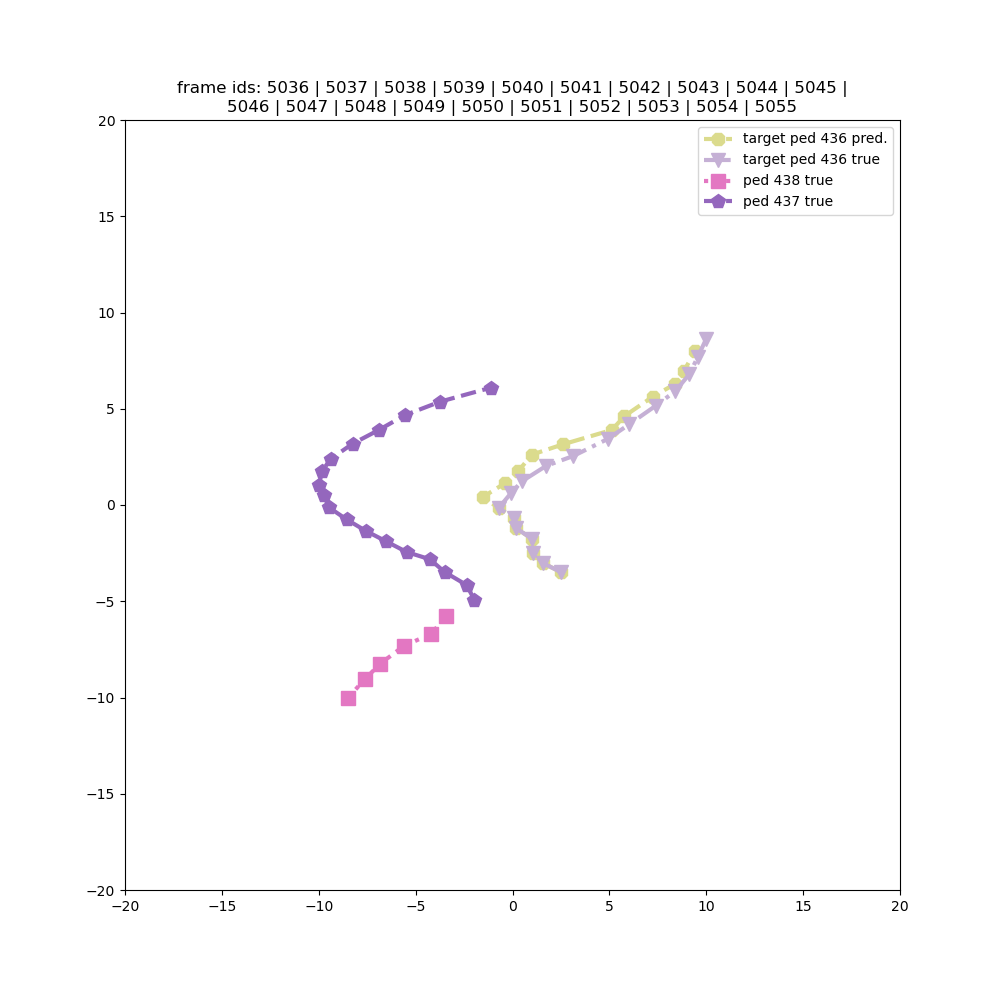 frame ids: 5036 | 5037 | 5038 | 5039 | 5040 | 5041 | 5042 | 5043 | 5044 | 5045 |
5046 | 5047 | 5048 | 5049 | 5050 | 5051 | 5052 | 5053 | 5054 | 5055
target ped 436 pred.
target ped 436 true
ped 438 true
ped 437 true
20
15
10
5
0
−5
−10
−15
−20
−20 −15 −10 −5 0 5 10 15 20